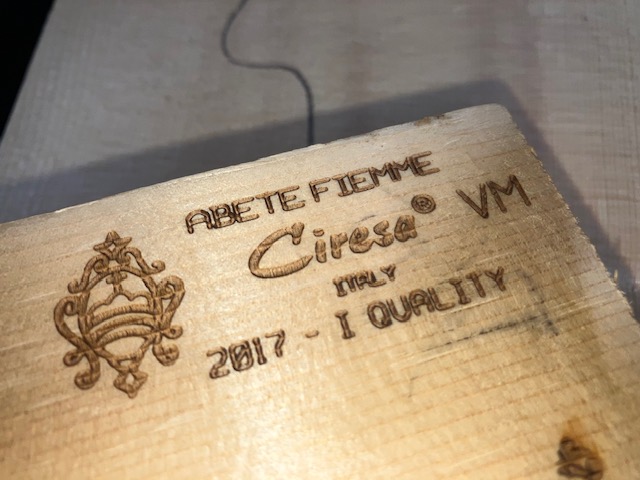 ABETE FIEMME
Ciresa® VM
ITALY
2017 - I QUALITY